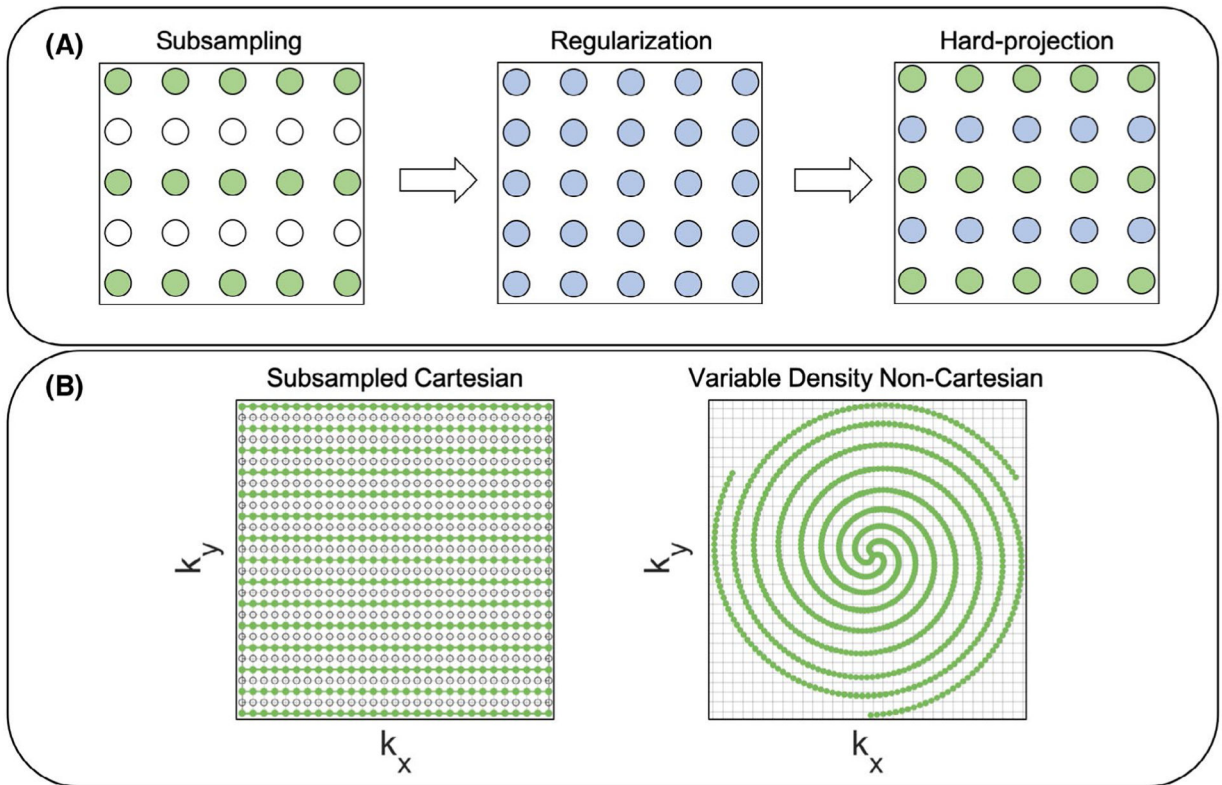 (A)
Subsampling
Regularization
Hard-projection
(B)
Subsampled Cartesian
Variable Density Non-Cartesian
ky
ky
kx
kx